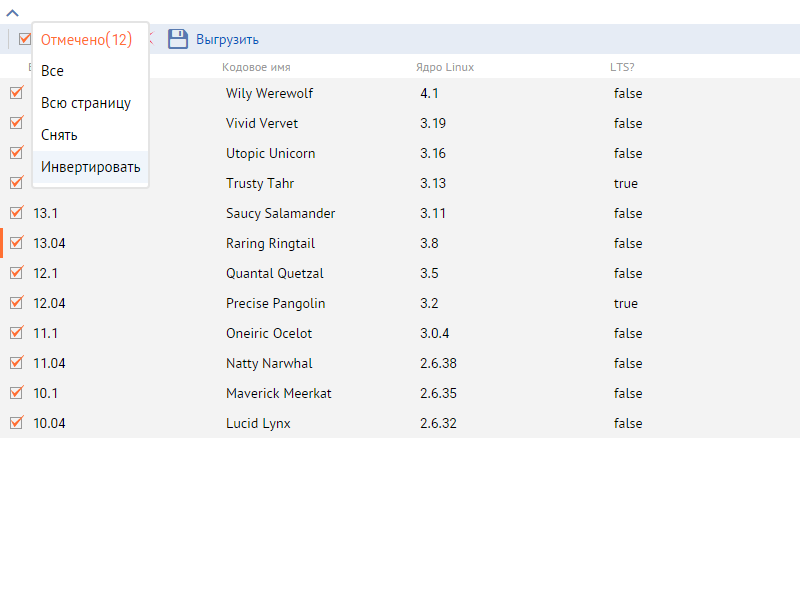 Отмечено(12) Выгрузить
Все
Всю страницу
Снять
Инвертировать
Кодовое имя Ядро Linux LTS?
Wily Werewolf 4.1 false
Vivid Vervet 3.19 false
Utopic Unicorn 3.16 false
Trusty Tahr 3.13 true
13.1 Saucy Salamander 3.11 false
13.04 Raring Ringtail 3.8 false
12.1 Quantal Quetzal 3.5 false
12.04 Precise Pangolin 3.2 true
11.1 Oneiric Ocelot 3.0.4 false
11.04 Natty Narwhal 2.6.38 false
10.1 Maverick Meerkat 2.6.35 false
10.04 Lucid Lynx 2.6.32 false